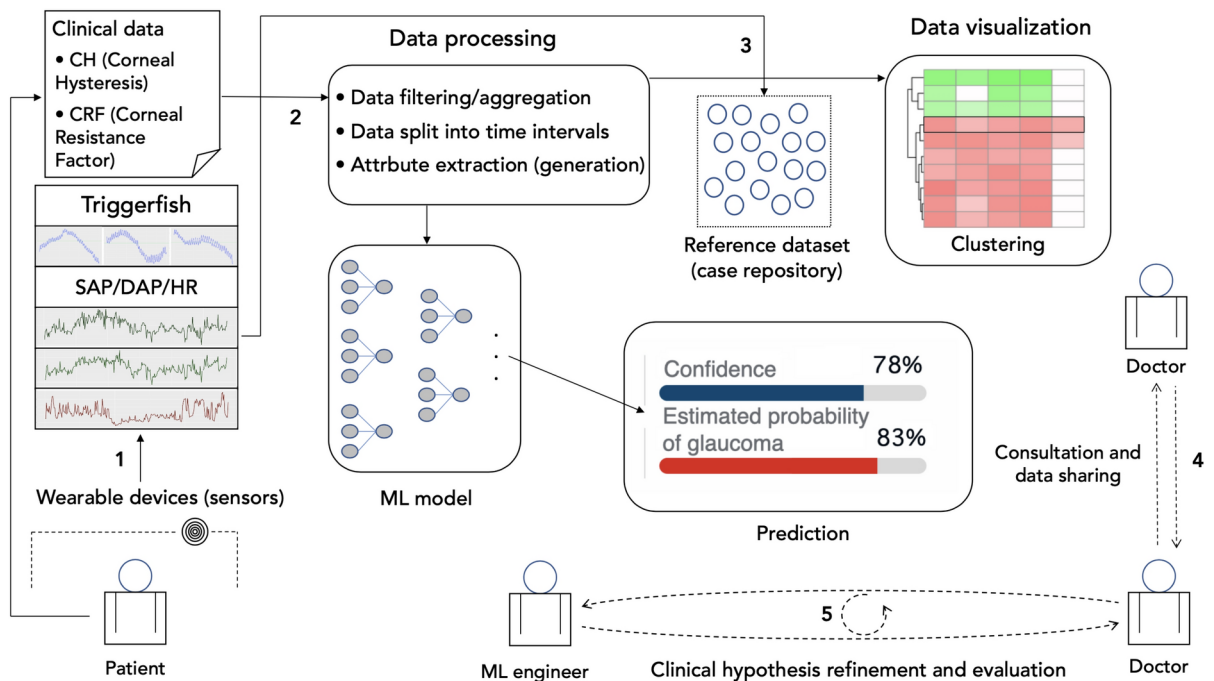 Clinical data
• CH (Corneal
Hysteresis)
• CRF (Corneal
Resistance
Factor)
Triggerfish
SAP/DAP/HR
1
Wearable devices (sensors)
Patient
2
Data processing
• Data filtering/aggregation
• Data split into time intervals
• Attrbute extraction (generation)
ML model
3
Reference dataset
(case repository)
Data visualization
Clustering
Confidence 78%
Estimated probability
of glaucoma 83%
Prediction
Doctor
Consultation and
data sharing
4
ML engineer
5
Clinical hypothesis refinement and evaluation
Doctor